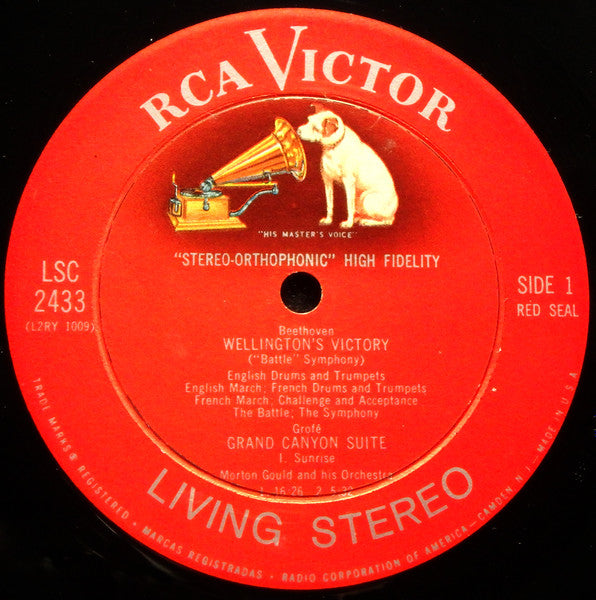 RCA VICTOR
"HIS MASTER'S VOICE"
"STEREO-ORTHOPHONIC" HIGH FIDELITY
LSC
2433
(L2RY 1009)
SIDE 1
RED SEAL
Beethoven
WELLINGTON'S VICTORY
("Battle" Symphony)
English Drums and Trumpets
English March; French Drums and Trumpets
French March; Challenge and Acceptance
The Battle; The Symphony
Grofé
GRAND CANYON SUITE
I. Sunrise
Morton Gould and his Orchestra
16:26 2
LIVING STEREO
TRADE MARKS ® REGISTERED • MARCAS REGISTRADAS • RADIO CORPORATION OF AMERICA — CAMDEN, N.J. — MADE IN U.S.A.